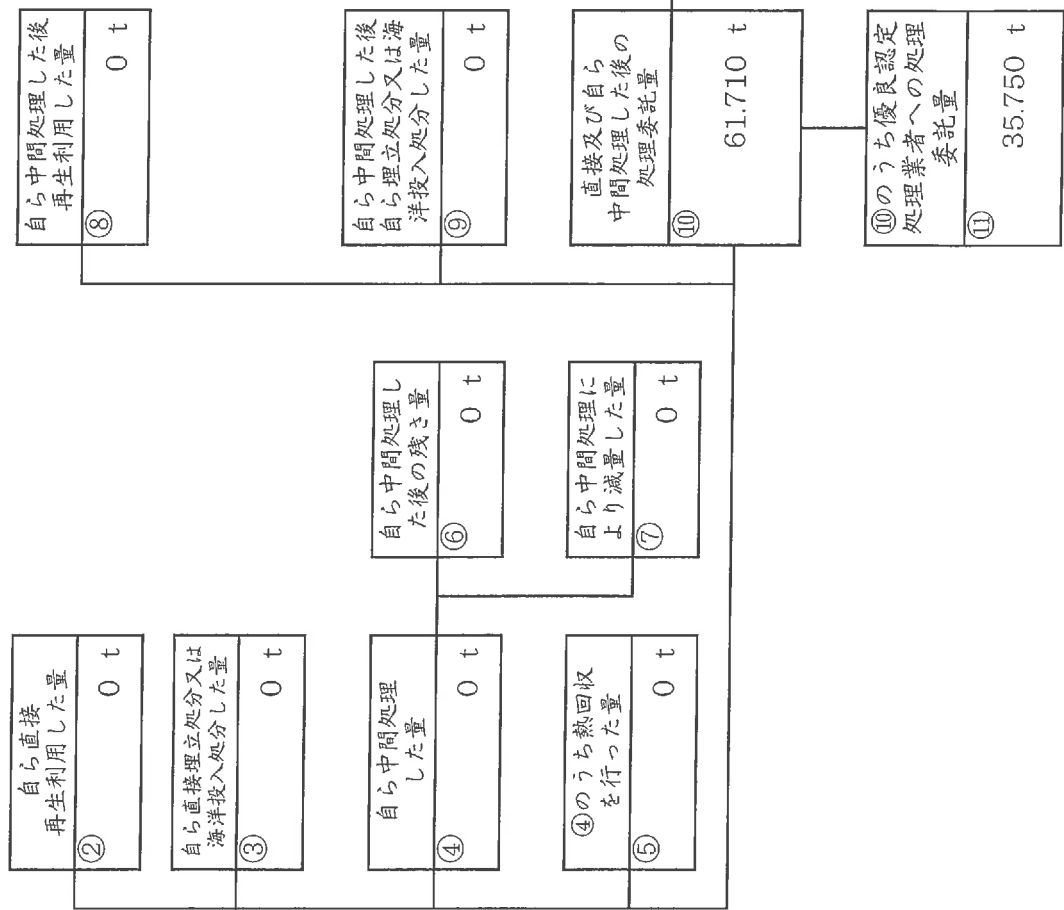 自ら直接
再生利用した量
②
0 t
自ら直接埋立処分又は
海洋投入処分した量
③
0 t
自ら中間処理
した量
④
0 t
④のうち熱回収
を行った量
⑤
0 t
自ら中間処理し
た後の残さ量
⑥
0 t
自ら中間処理に
より減量した量
⑦
0 t
自ら中間処理した後
再生利用した量
⑧
0 t
自ら中間処理した後
自ら埋立処分又は海
洋投入処分した量
⑨
0 t
直接及び自ら
中間処理した後の
処理委託量
⑩
61.710 t
⑩のうち優良認定
処理業者への処理
委託量
⑪
35.750 t